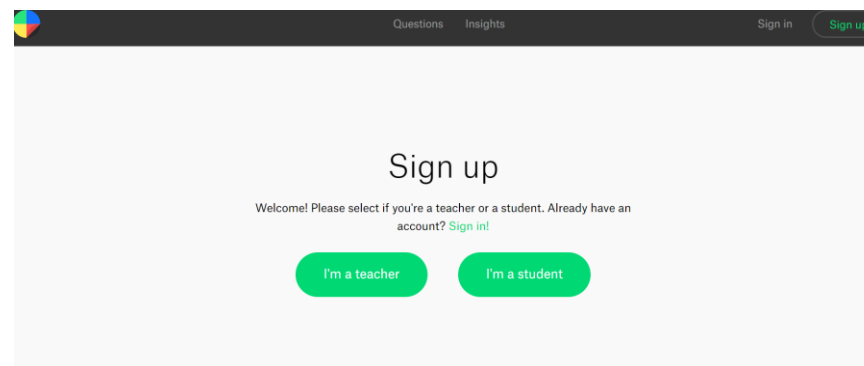 Questions Insights Sign in Sign up
Sign up
Welcome! Please select if you're a teacher or a student. Already have an
account? Sign in!
I'm a teacher I'm a student